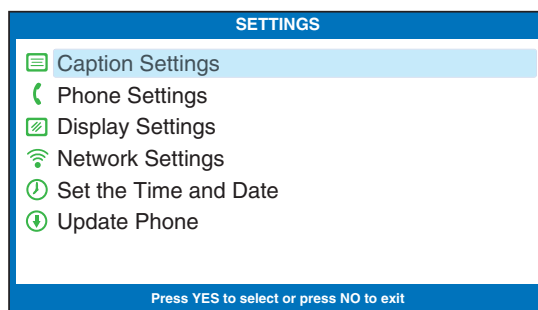 SETTINGS
Caption Settings
Phone Settings
Display Settings
Network Settings
Set the Time and Date
Update Phone
Press YES to select or press NO to exit